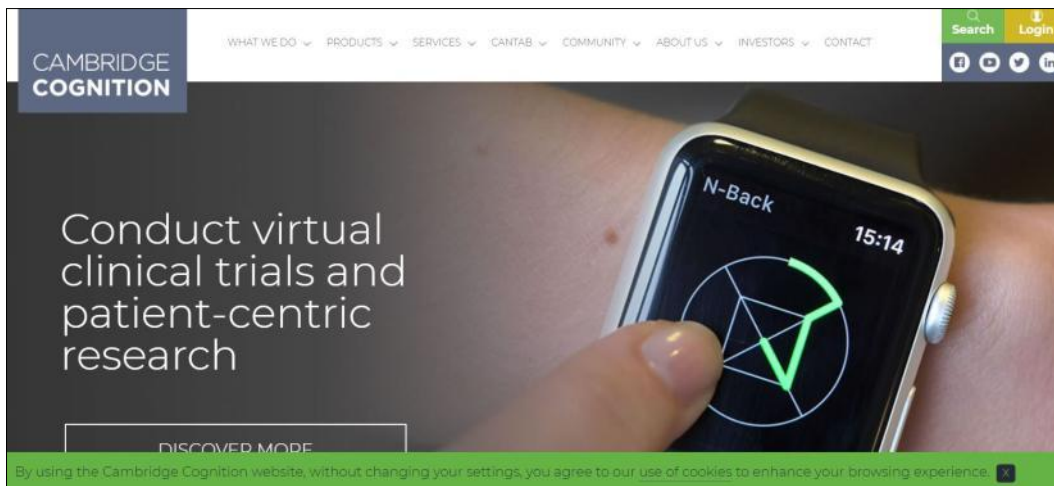 CAMBRIDGE
COGNITION
WHAT WE DO PRODUCTS SERVICES CANTAB COMMUNITY ABOUT US INVESTORS CONTACT
Search Login
N-Back
15:14
Conduct virtual
clinical trials and
patient-centric
research
DISCOVER MORE
By using the Cambridge Cognition website, without changing your settings, you agree to our use of cookies to enhance your browsing experience. X